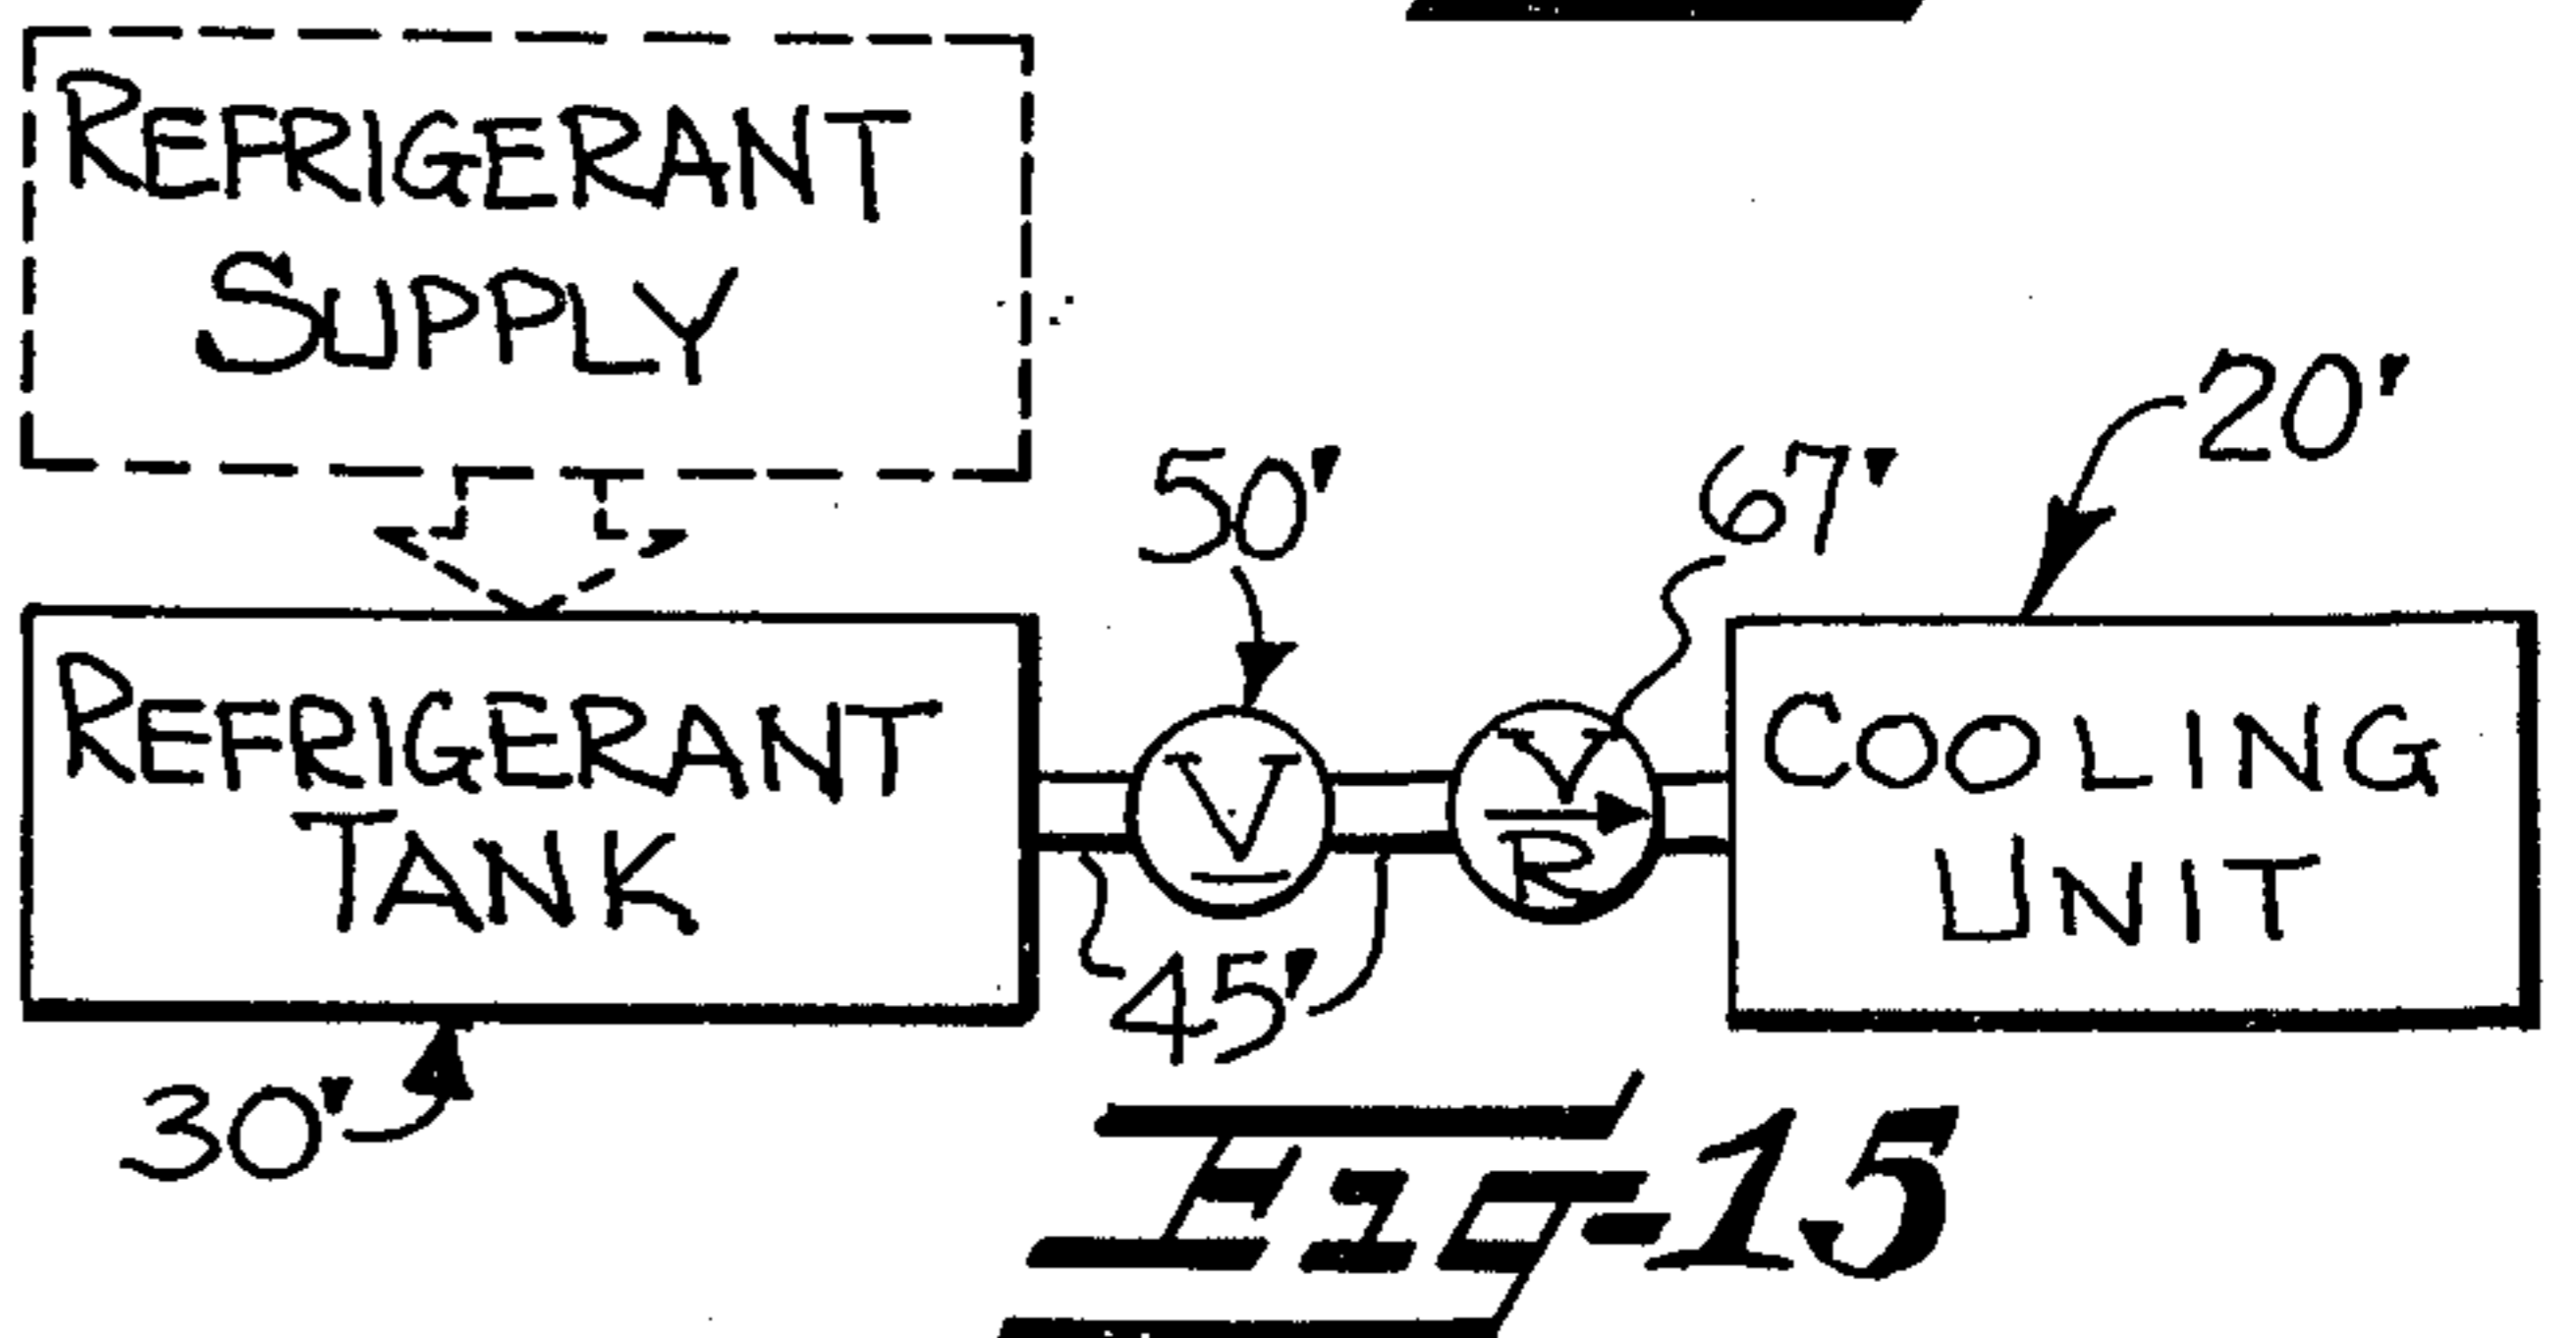 REFRIGERANT
SUPPLY
50'
67'
20'
REFRIGERANT
TANK
V
V
R
COOLING
UNIT
45'
30'
Fig-15